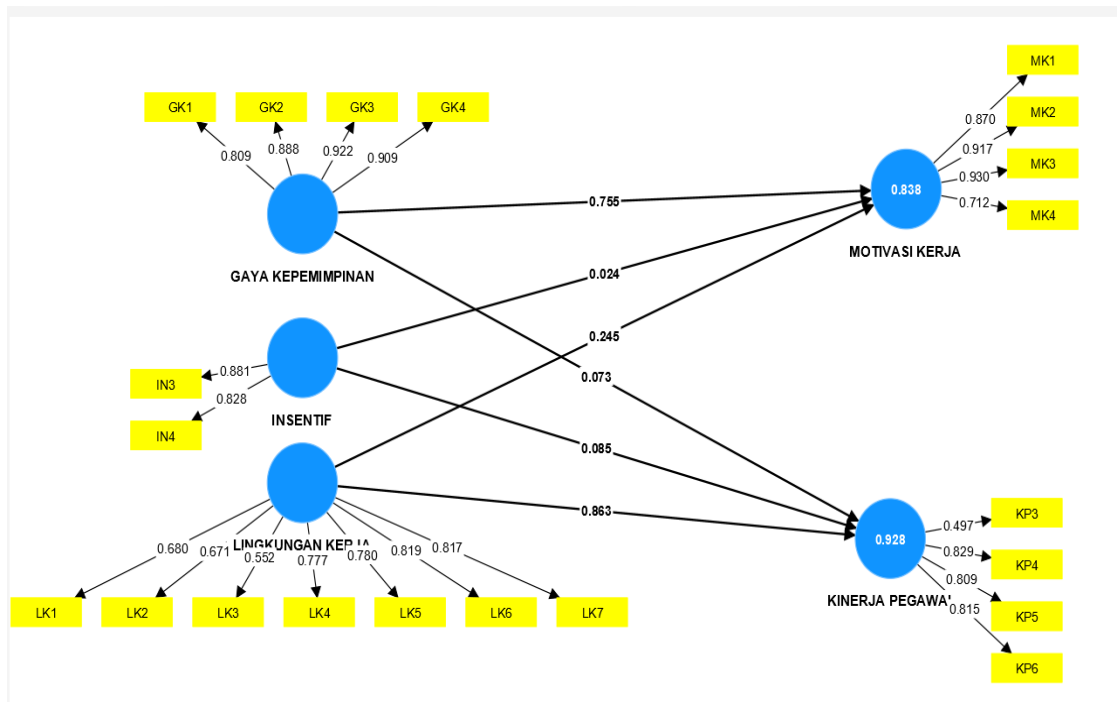 MK1
GK1 GK2 GK3 GK4
0.870
MK2
0.809 0.888 0.922 0.909
0.917
MK3
0.930
0.838
0.755
0.712
MK4
MOTIVASI KERJA
GAYA KEPEMIMPINAN
0.024
0.245
0.881
IN3
0.073
0.828
INSENTIF
IN4
0.085
0.863
KP3
0.497
0.928
0.829
KP4
LINGKUNGAN KERJA
0.680 0.671 0.552 0.777 0.780 0.819 0.817
0.809
KINERJA PEGAWAI
0.815
KP5
LK1 LK2 LK3 LK4 LK5 LK6 LK7
KP6